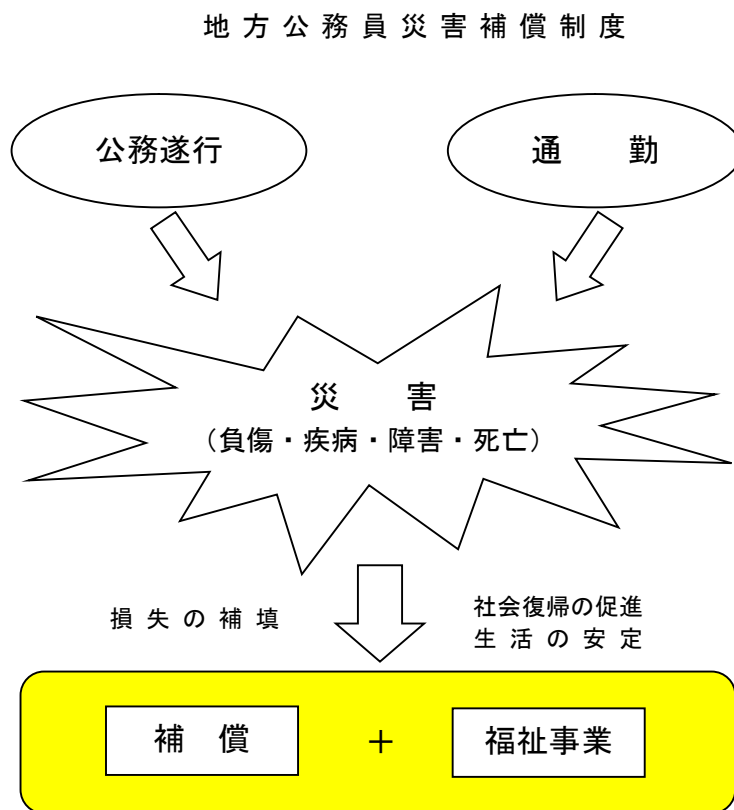 地方公務員災害補償制度
公務遂行
通勤
災害
(負傷・疾病・障害・死亡)
損失の補填
社会復帰の促進
生活の安定
補償
+
福祉事業